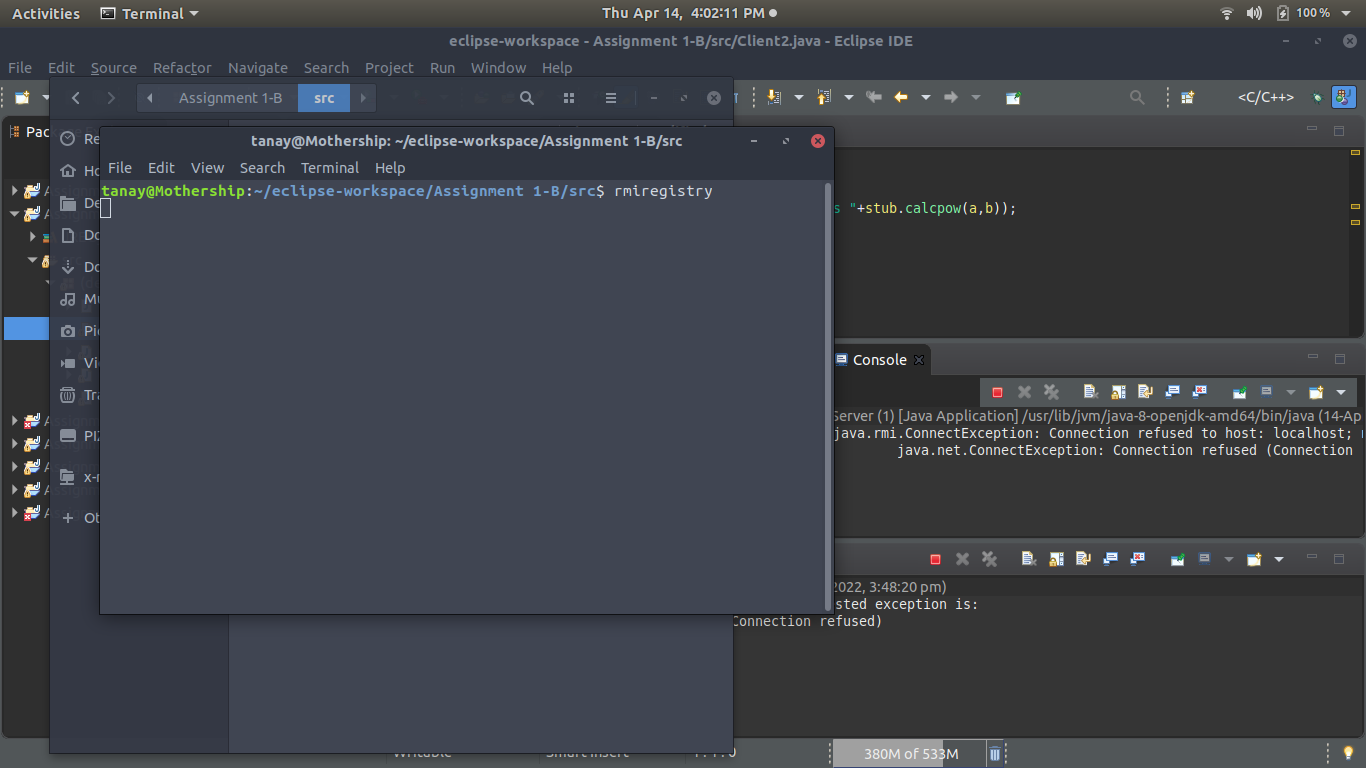 Activities Terminal Thu Apr 14, 4:02:11 PM 100 %
eclipse-workspace - Assignment 1-B/src/Client2.java - Eclipse IDE
File Edit Source Refactor Navigate Search Project Run Window Help
Assignment 1-B src <C/C++>
tanay@Mothership: ~/eclipse-workspace/Assignment 1-B/src
File Edit View Search Terminal Help
tanay@Mothership:~/eclipse-workspace/Assignment 1-B/src$ rmiregistry
s "+stub.calcpow(a,b));
Console
Server (1) [Java Application] /usr/lib/jvm/java-8-openjdk-amd64/bin/java (14-Ap
java.rmi.ConnectException: Connection refused to host: localhost;
java.net.ConnectException: Connection refused (Connection
2022, 3:48:20 pm)
sted exception is:
Connection refused)
380M of 533M